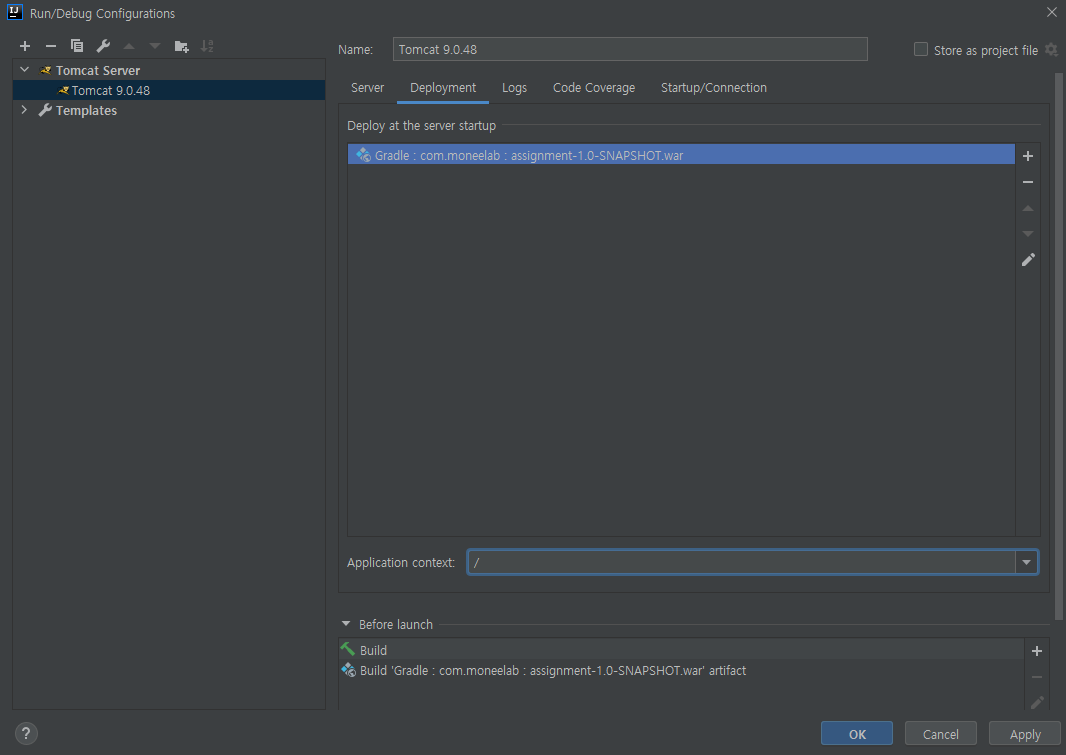 Run/Debug Configurations
Name: Tomcat 9.0.48 Store as project file
Tomcat Server
Tomcat 9.0.48
Templates
Server Deployment Logs Code Coverage Startup/Connection
Deploy at the server startup
Gradle : com.moneelab : assignment-1.0-SNAPSHOT.war
Application context: /
Before launch
Build
Build 'Gradle : com.moneelab : assignment-1.0-SNAPSHOT.war' artifact
? OK Cancel Apply